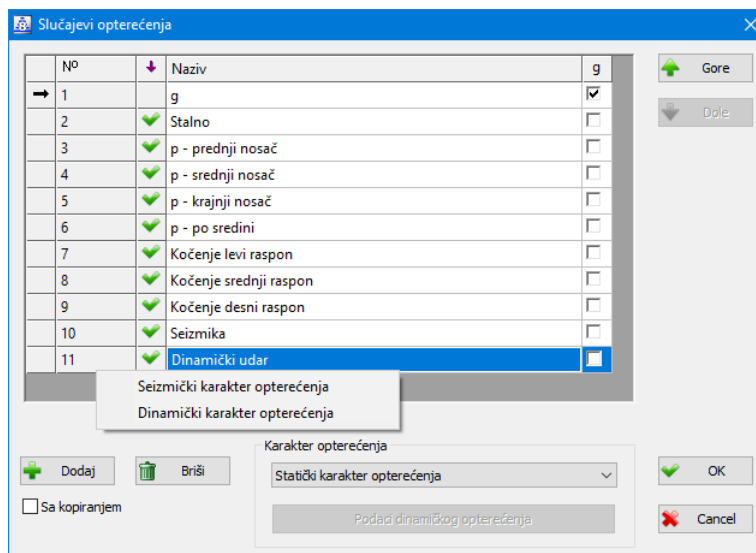 Slučajevi opterećenja
Nº Naziv g
1 g
2 Stalno
3 p - prednji nosač
4 p - srednji nosač
5 p - krajnji nosač
6 p - po sredini
7 Kočenje levi raspon
8 Kočenje srednji raspon
9 Kočenje desni raspon
10 Seizmika
11 Dinamički udar
Seizmički karakter opterećenja
Dinamički karakter opterećenja
Gore
Dole
Dodaj
Briši
Sa kopiranjem
Karakter opterećenja
Statički karakter opterećenja
Podaci dinamičkog opterećenja
OK
Cancel